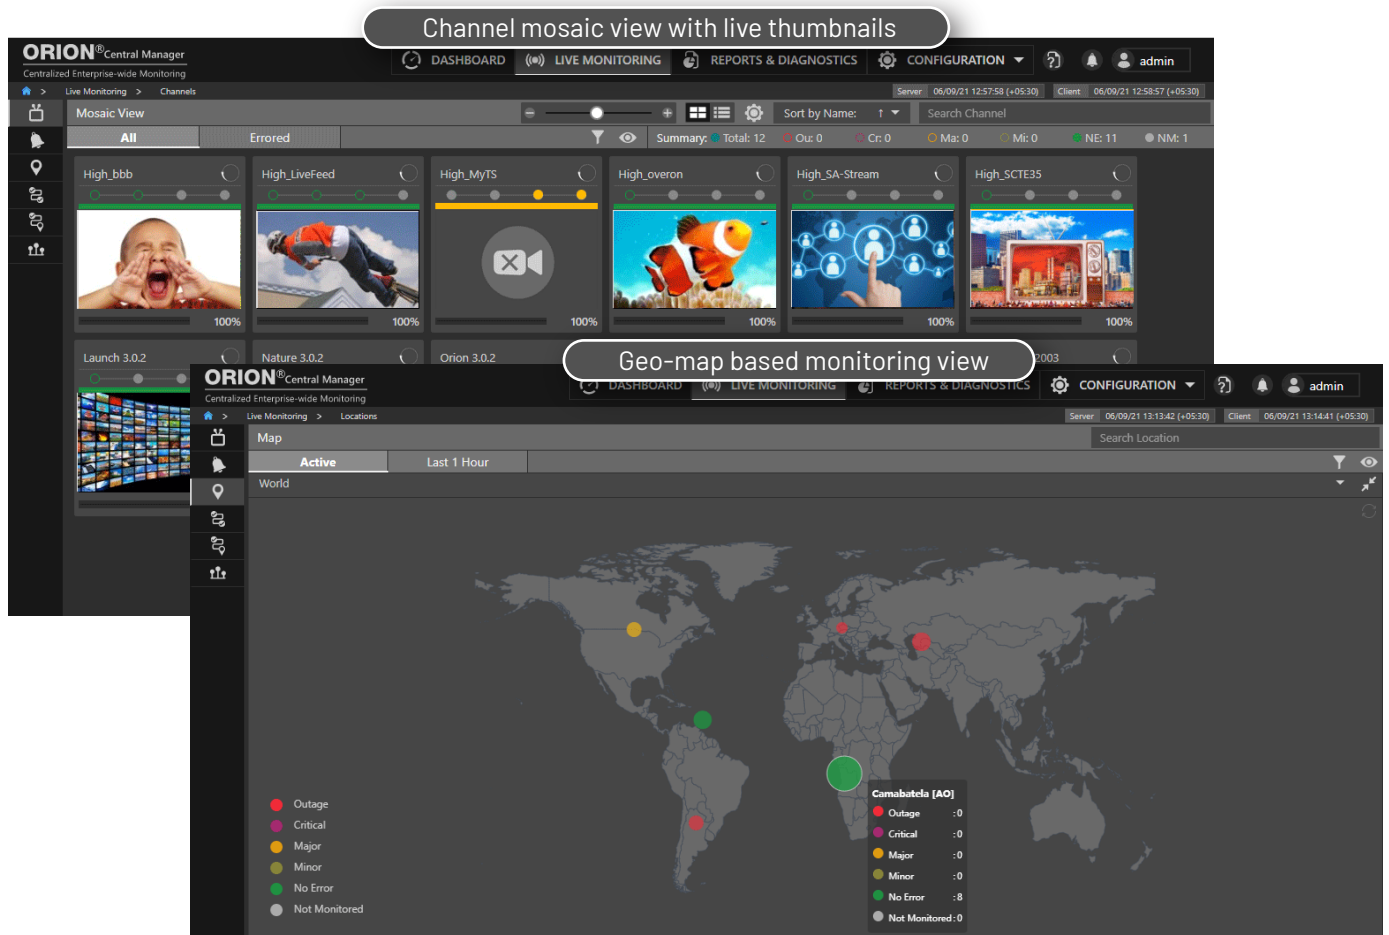 Channel mosaic view with live thumbnails
ORION® Central Manager
Centralized Enterprise-wide Monitoring
DASHBOARD LIVE MONITORING REPORTS & DIAGNOSTICS CONFIGURATION admin
> Live Monitoring > Channels
Server 06/09/21 12:57:58 (+05:30) Client 06/09/21 12:58:57 (+05:30)
Mosaic View Sort by Name: ↑ Search Channel
All Errored Summary: Total: 12 Ou: 0 Cr: 0 Ma: 0 Mi: 0 NE: 11 NM: 1
High_bbb High_LiveFeed High_MyTS High_overon High_SA-Stream High_SCTE35
100% 100% 100% 100% 100% 100%
Launch 3.0.2 Nature 3.0.2 Orion 3.0.2 2003
Geo-map based monitoring view
ORION® Central Manager
Centralized Enterprise-wide Monitoring
DASHBOARD LIVE MONITORING REPORTS & DIAGNOSTICS CONFIGURATION admin
> Live Monitoring > Locations
Server 06/09/21 13:13:42 (+05:30) Client 06/09/21 13:14:41 (+05:30)
Map Search Location
Active Last 1 Hour
World
Outage
Critical
Major
Minor
No Error
Not Monitored
Camabatela [AO]
Outage :0
Critical :0
Major :0
Minor :0
No Error :8
Not Monitored:0